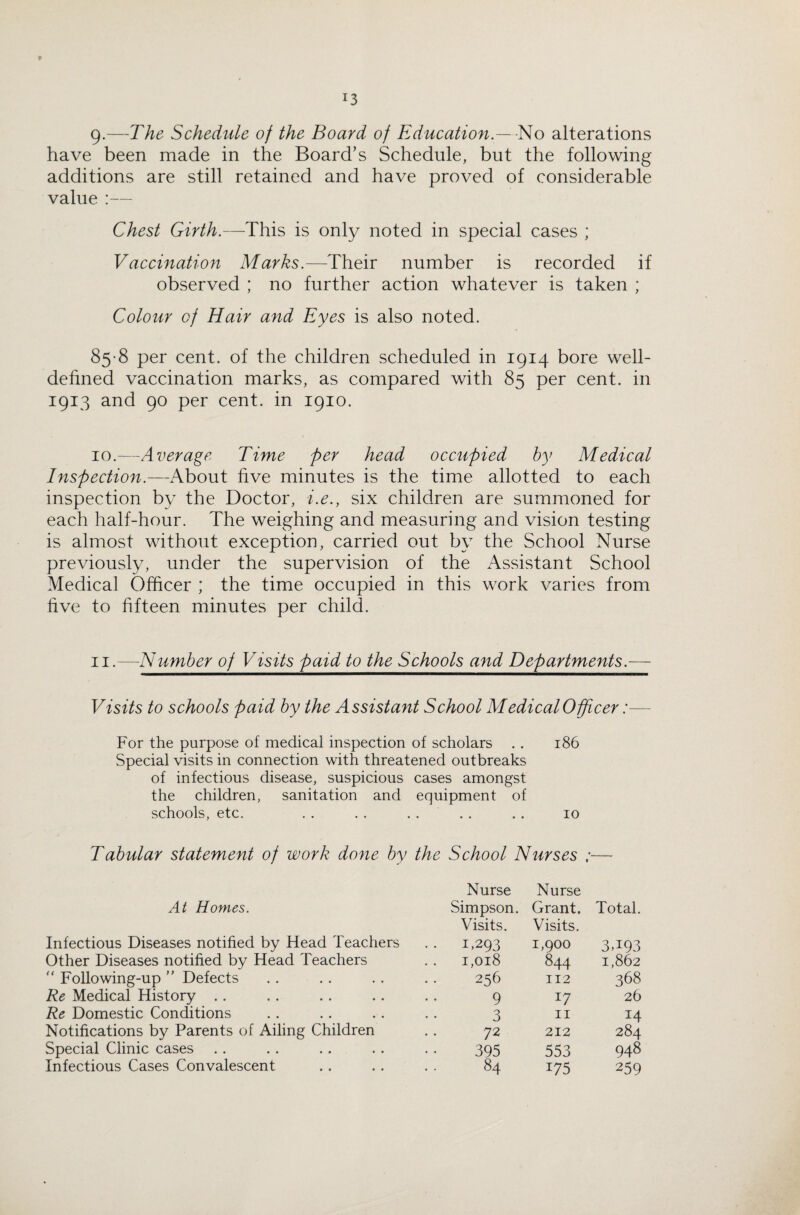 13
9.—The Schedule of the Board of Education.—No alterations
have been made in the Board's Schedule, but the following
additions are still retained and have proved of considerable
value :—
Chest Girth.—This is only noted in special cases ;
Vaccination Marks.—Their number is recorded if
observed ; no further action whatever is taken ;
Colour of Hair and Eyes is also noted.
85·8 per cent. of the children scheduled in 1914 bore well-
defined vaccination marks, as compared with 85 per cent. in
1913 and 90 per cent. in 1910.
10.—Average Time per head occupied by Medical
Inspection.—About five minutes is the time allotted to each
inspection by the Doctor, i.e., six children are summoned for
each half-hour. The weighing and measuring and vision testing
is almost without exception, carried out by the School Nurse
previously, under the supervision of the Assistant School
Medical Officer ; the time occupied in this work varies from
five to fifteen minutes per child.
11.—Number of Visits paid to the Schools and Departments.—
Visits to schools paid by the Assistant School Medical Officer :—
For the purpose of medical inspection of scholars . . 186
Special visits in connection with threatened outbreaks
of infectious disease, suspicious cases amongst
the children, sanitation and equipment of
schools, etc. . . . . . . . . . . 10
Tabular statement of work done by the School Nurses ;—
Nurse Nurse
At Homes. Simpson. Grant. Total.
Visits. Visits.
Infectious Diseases notified by Head Teachers . . 1,293 1,900 3,193
Other Diseases notified by Head Teachers . . 1,018 844 1,862
“ Following-up ” Defects . . . . . . . . 256 112 368
Re Medical History . . . . . . . . . . 9 17 26
Re Domestic Conditions . . . . . . . . 3 11 14
Notifications by Parents of Ailing Children . . 72 212 284
Special Clinic cases . . . . . . . . . . 395 553 948
Infectious Cases Convalescent . . . . . . 84 175 259